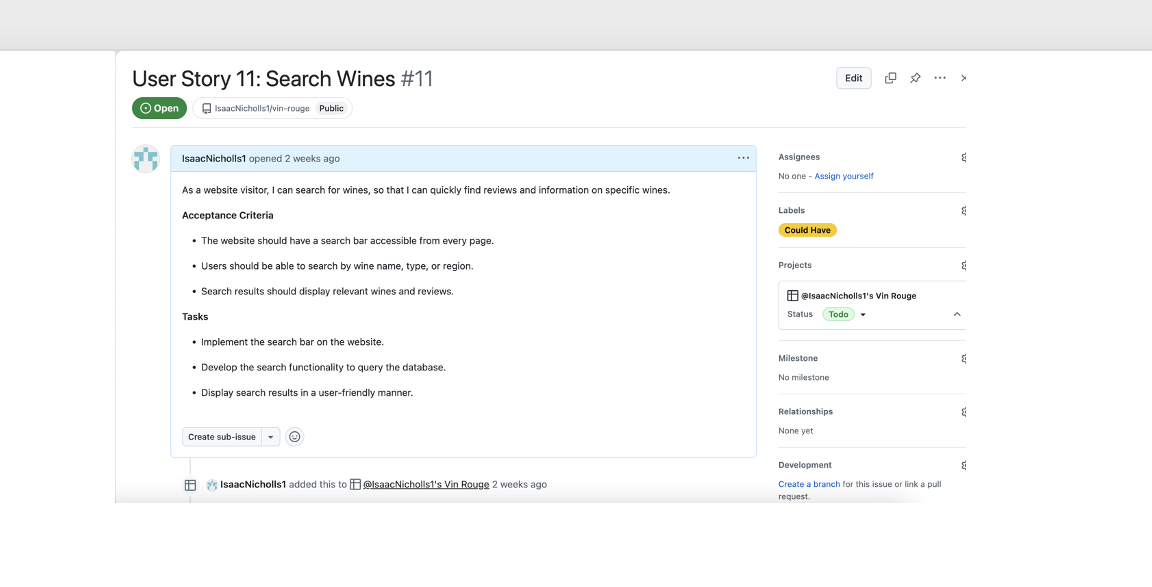 User Story 11: Search Wines #11
Edit
Open
IsaacNicholls1/vin-rouge Public
IsaacNicholls1 opened 2 weeks ago
As a website visitor, I can search for wines, so that I can quickly find reviews and information on specific wines.
Acceptance Criteria
• The website should have a search bar accessible from every page.
• Users should be able to search by wine name, type, or region.
• Search results should display relevant wines and reviews.
Tasks
• Implement the search bar on the website.
• Develop the search functionality to query the database.
• Display search results in a user-friendly manner.
Create sub-issue
IsaacNicholls1 added this to @IsaacNicholls1's Vin Rouge 2 weeks ago
Assignees
No one - Assign yourself
Labels
Could Have
Projects
@IsaacNicholls1's Vin Rouge
Status Todo
Milestone
No milestone
Relationships
None yet
Development
Create a branch for this issue or link a pull
request.